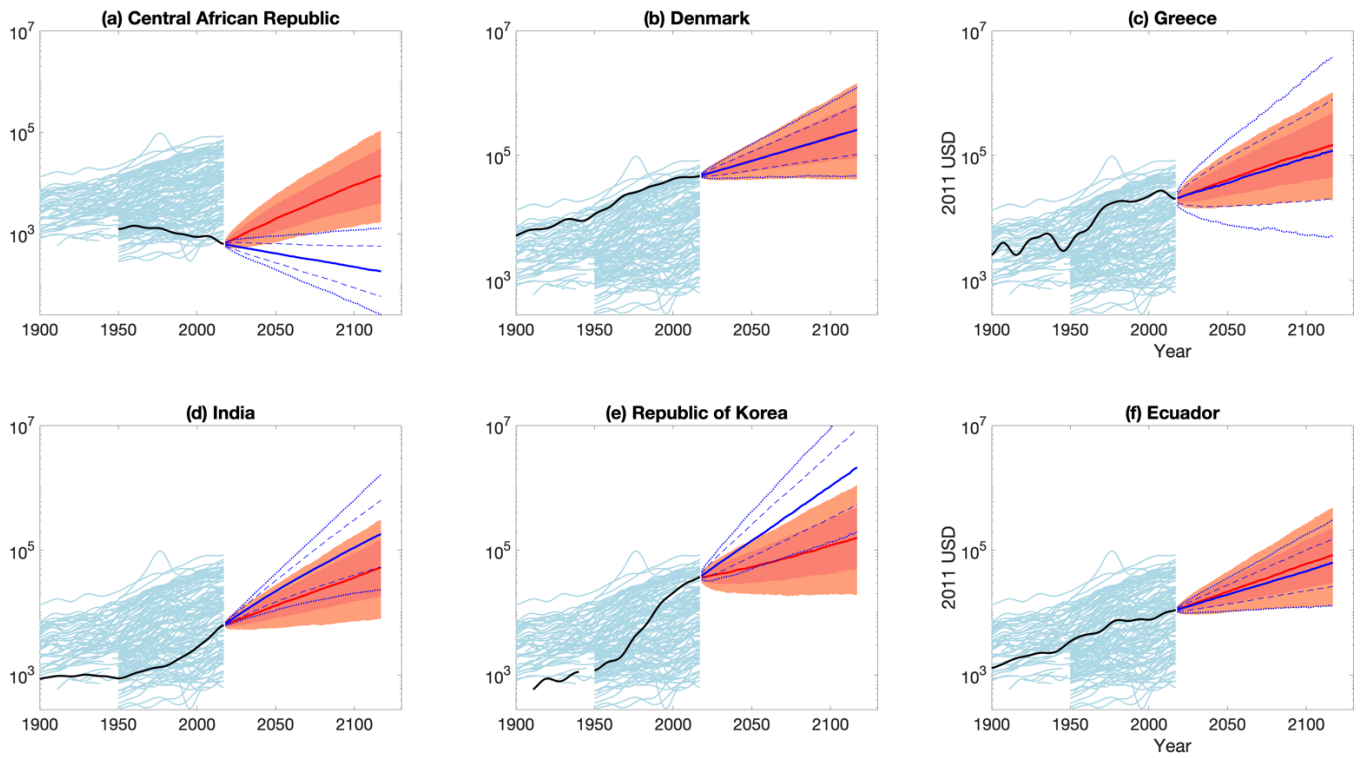 (a) Central African Republic
(b) Denmark
(c) Greece
10^7
10^5
10^3
1900 1950 2000 2050 2100
10^7
10^5
10^3
1900 1950 2000 2050 2100
2011 USD
10^7
10^5
10^3
1900 1950 2000 2050 2100
Year
(d) India
(e) Republic of Korea
(f) Ecuador
10^7
10^5
10^3
1900 1950 2000 2050 2100
10^7
10^5
10^3
1900 1950 2000 2050 2100
2011 USD
10^7
10^5
10^3
1900 1950 2000 2050 2100
Year